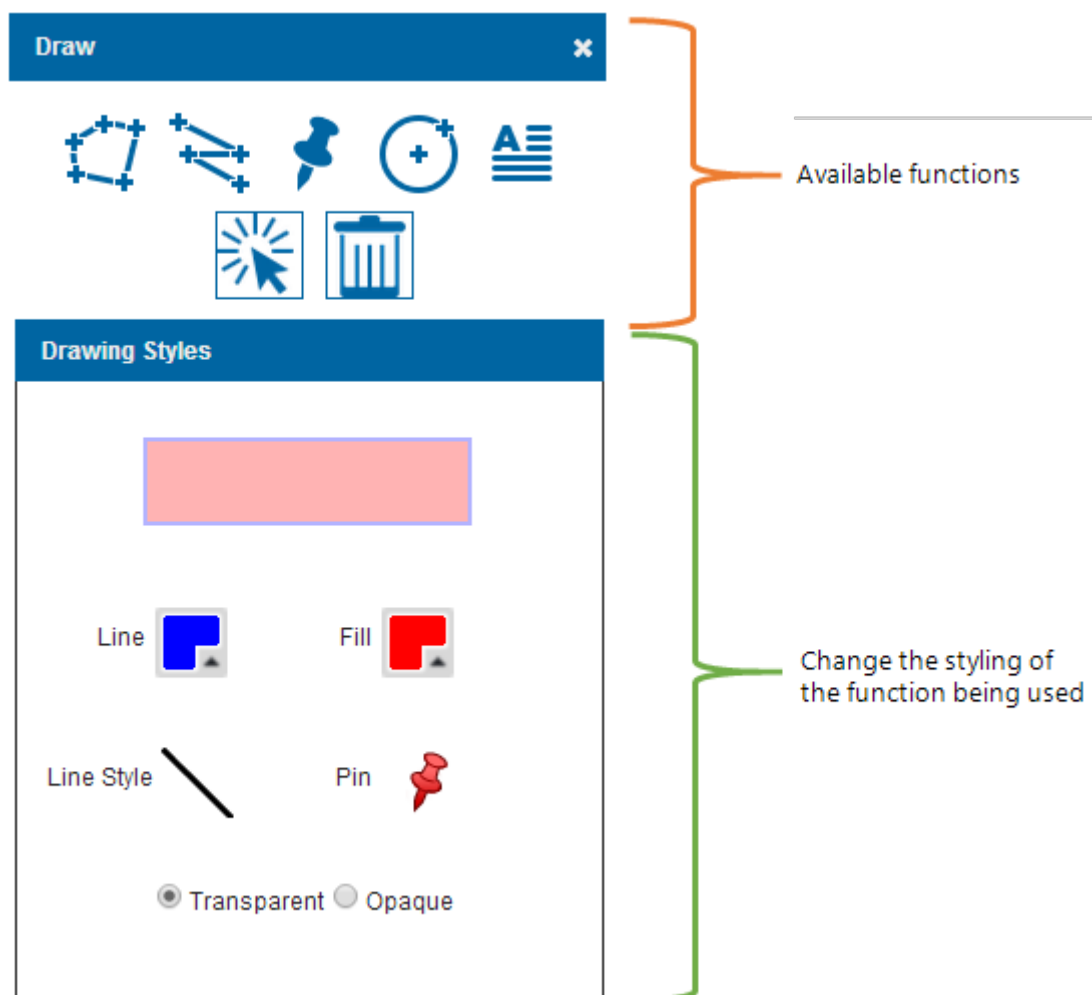 Draw
Available functions
Drawing Styles
Line
Fill
Change the styling of
the function being used
Line Style
Pin
Transparent
Opaque